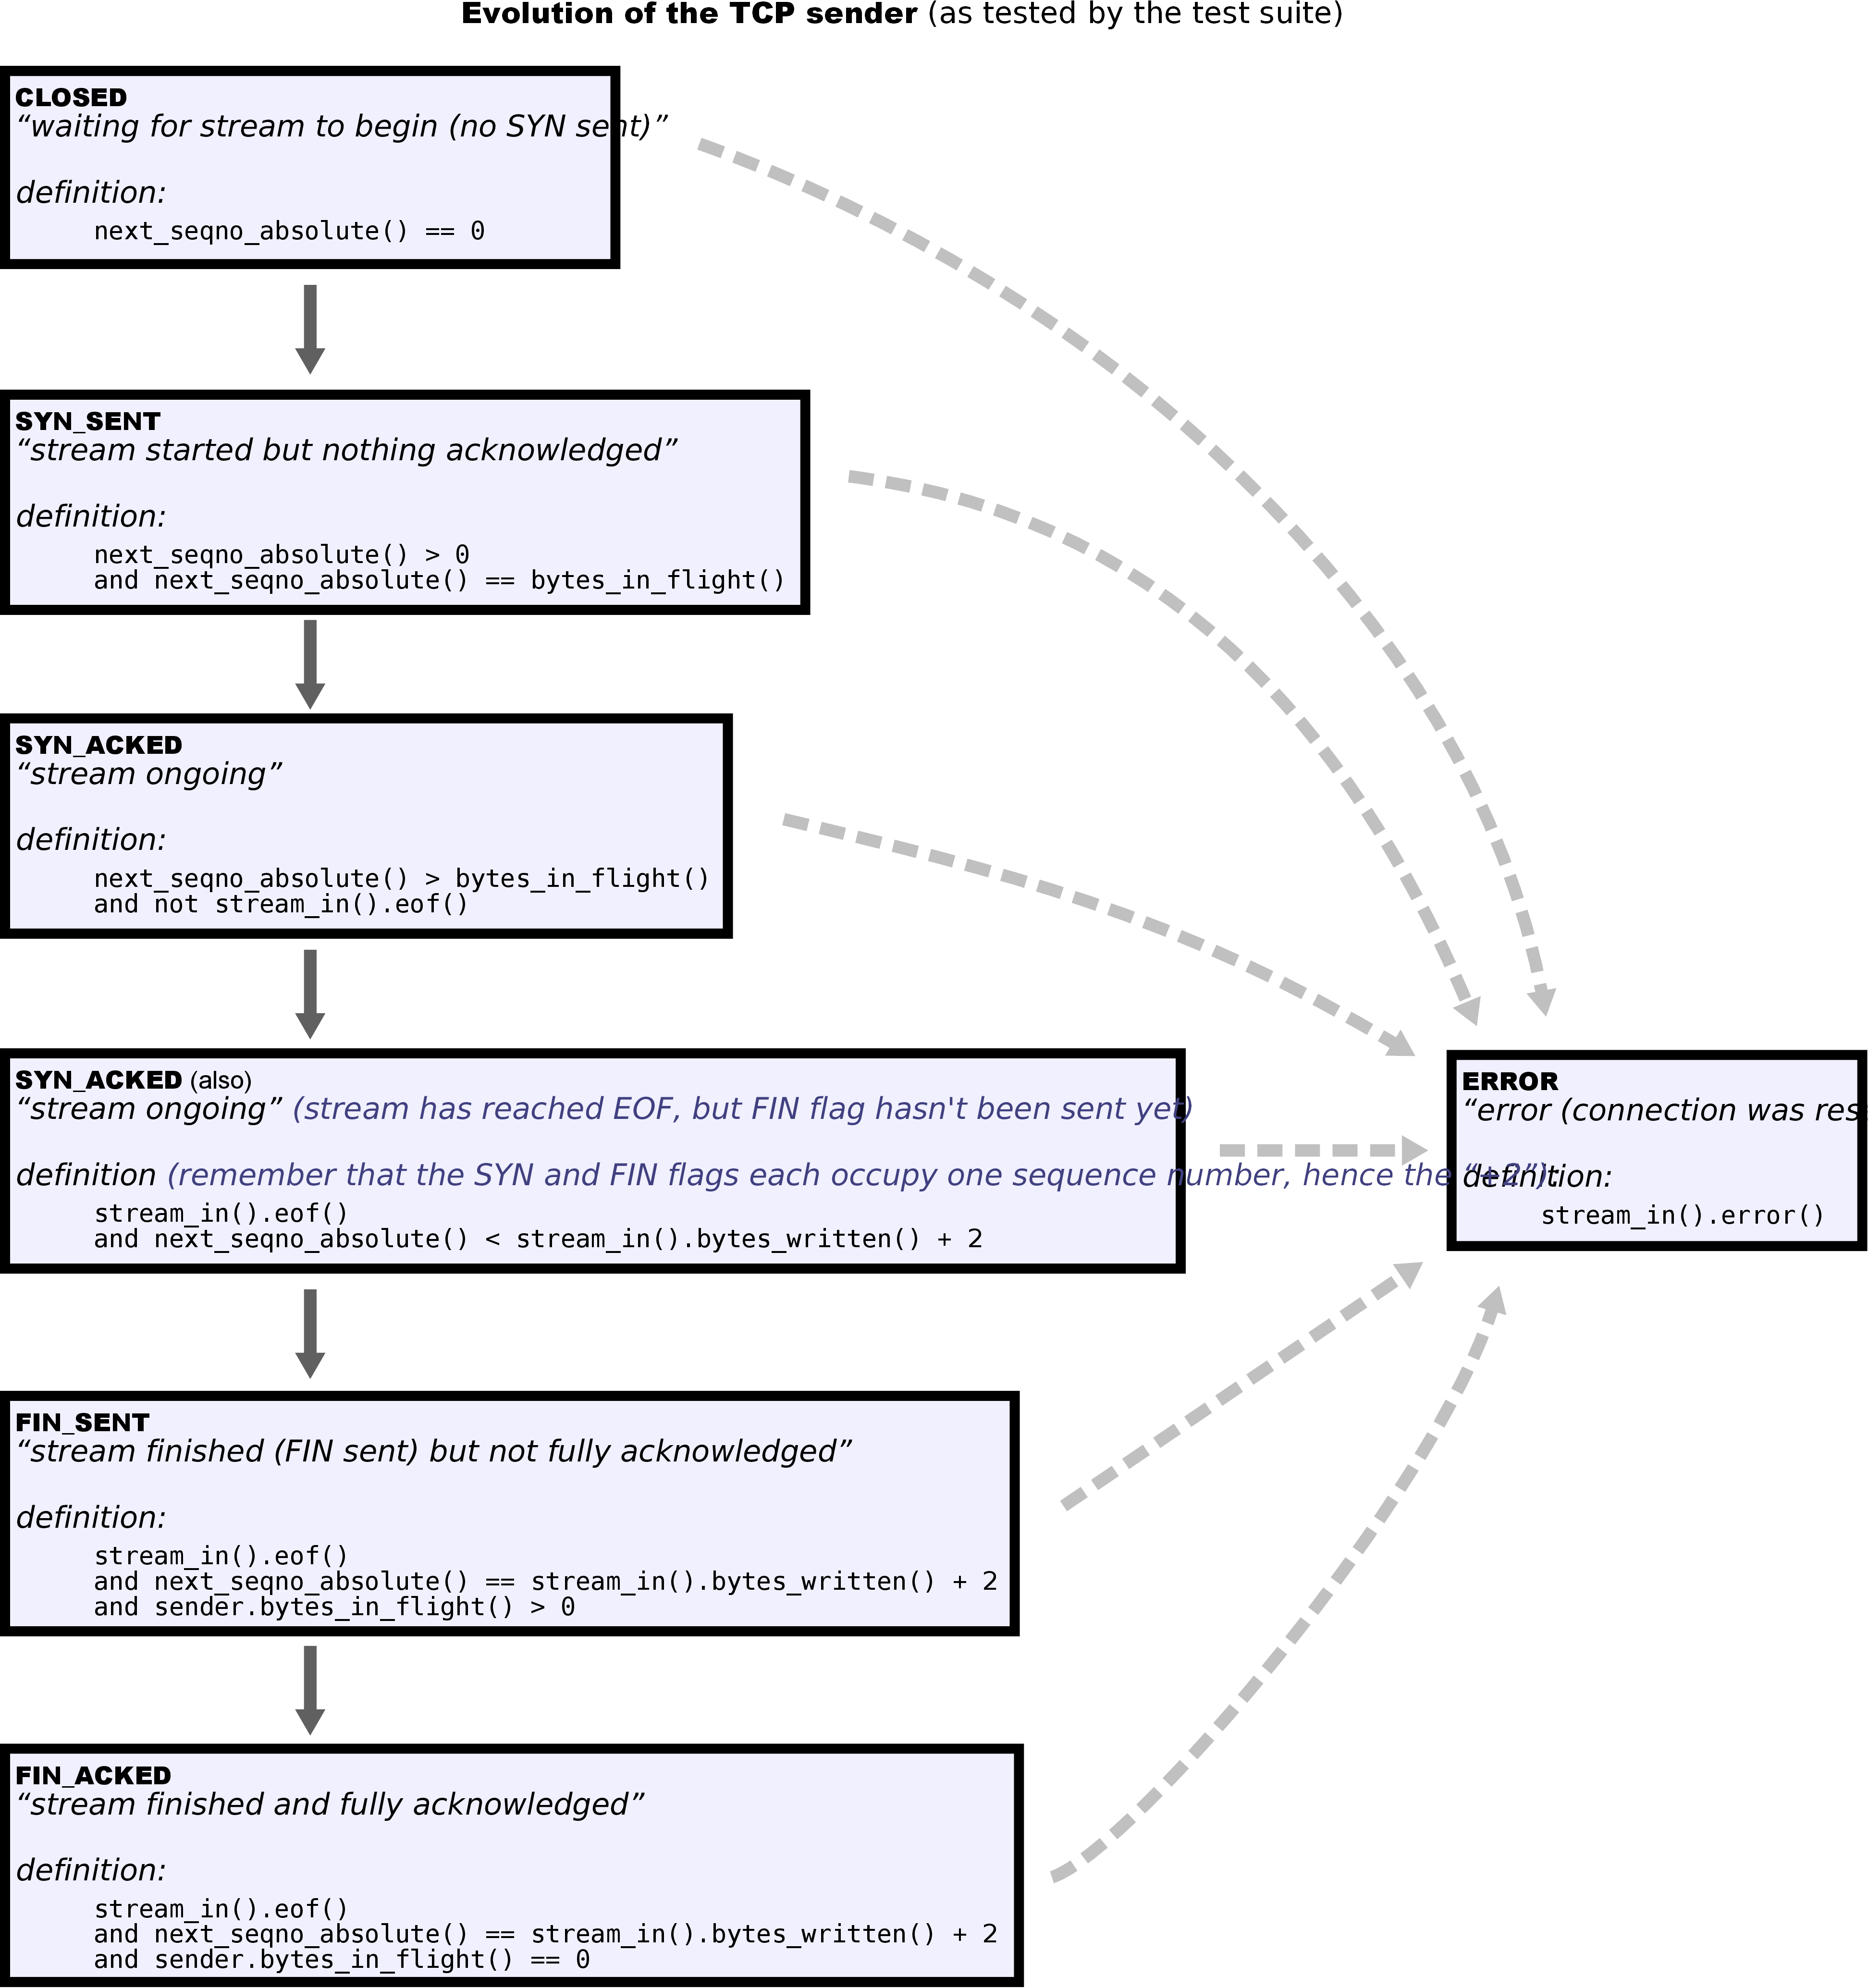 Evolution of the TCP sender (as tested by the test suite)
CLOSED
“waiting for stream to begin (no SYN sent)”
definition:
next_seqno_absolute() == 0
SYN_SENT
“stream started but nothing acknowledged”
definition:
next_seqno_absolute() > 0
and next_seqno_absolute() == bytes_in_flight()
SYN_ACKED
“stream ongoing”
definition:
next_seqno_absolute() > bytes_in_flight()
and not stream_in().eof()
SYN_ACKED (also)
“stream ongoing” (stream has reached EOF, but FIN flag hasn't been sent yet)
definition (remember that the SYN and FIN flags each occupy one sequence number, hence the “+2”):
stream_in().eof()
and next_seqno_absolute() < stream_in().bytes_written() + 2
ERROR
“error (connection was res
definition:
stream_in().error()
FIN_SENT
“stream finished (FIN sent) but not fully acknowledged”
definition:
stream_in().eof()
and next_seqno_absolute() == stream_in().bytes_written() + 2
and sender.bytes_in_flight() > 0
FIN_ACKED
“stream finished and fully acknowledged”
definition:
stream_in().eof()
and next_seqno_absolute() == stream_in().bytes_written() + 2
and sender.bytes_in_flight() == 0